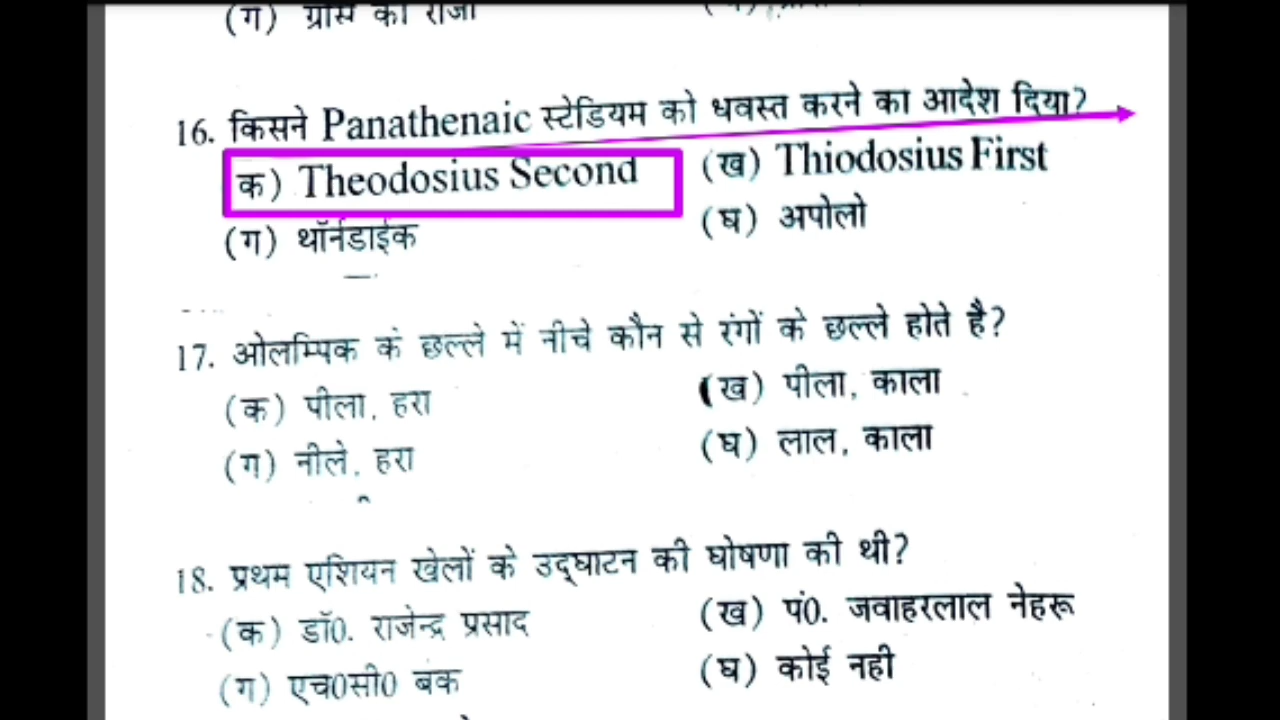 (ग) ग्रीस का राजा
16. किसने Panathenaic स्टेडियम को धवस्त करने का आदेश दिया?
क) Theodosius Second (ख) Thiodosius First
(ग) थॉर्नडाईक (घ) अपोलो
17. ओलम्पिक कं छल्ले में नीचे कौन से रंगों के छल्ले होते है?
(क) पीला, हरा (ख) पीला, काला
(ग) नीले, हरा (घ) लाल, काला
18. प्रथम एशियन खेलों के उद्घाटन की घोषणा की थी?
(क) डॉ0. राजेन्द्र प्रसाद (ख) पं0. जवाहरलाल नेहरू
(ग) एच0सी0 बक (घ) कोई नही